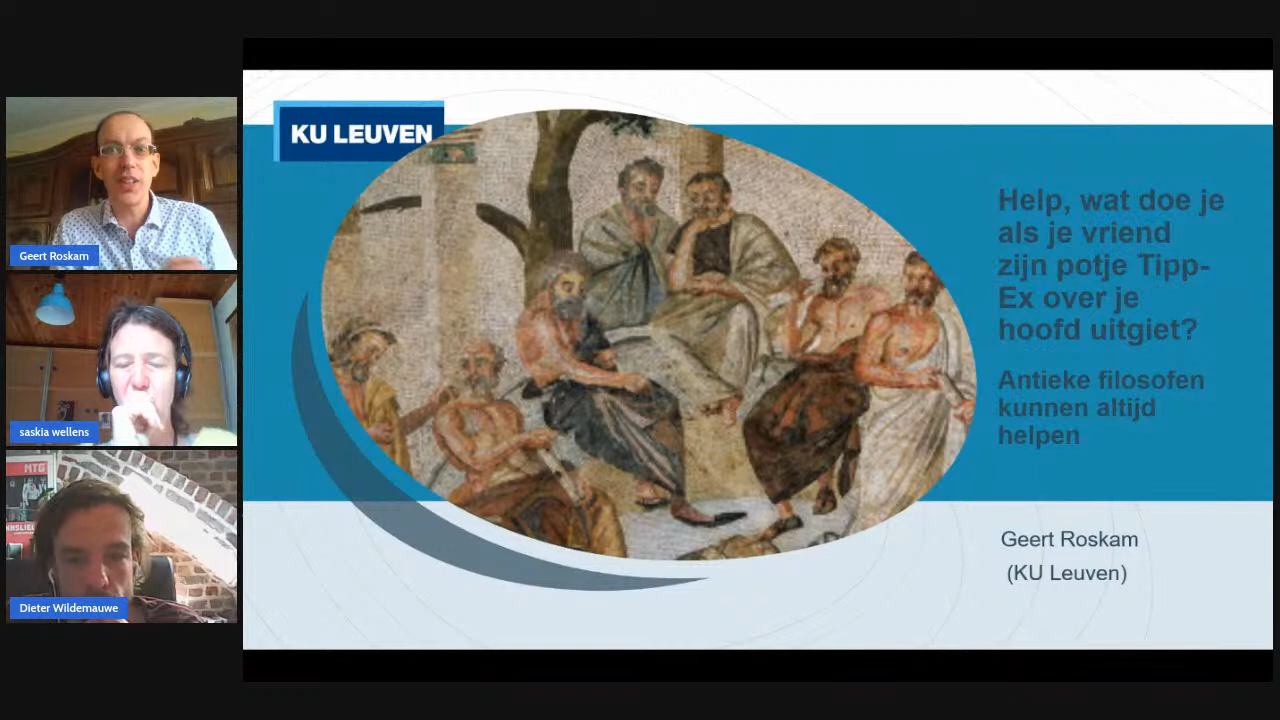 Geert Roskam
saskia wellens
MTG
Dieter Wildemauwe
KU LEUVEN
Help, wat doe je
als je vriend
zijn potje Tipp-
Ex over je
hoofd uitgiet?
Antieke filosofen
kunnen altijd
helpen
Geert Roskam
(KU Leuven)